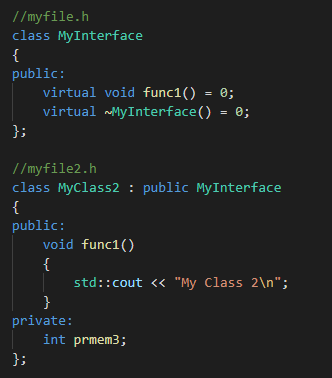 //myfile.h
class MyInterface
{
public:
    virtual void func1() = 0;
    virtual ~MyInterface() = 0;
};
//myfile2.h
class MyClass2 : public MyInterface
{
public:
    void func1()
    {
        std::cout << "My Class 2\n";
    }
private:
    int prmem3;
};